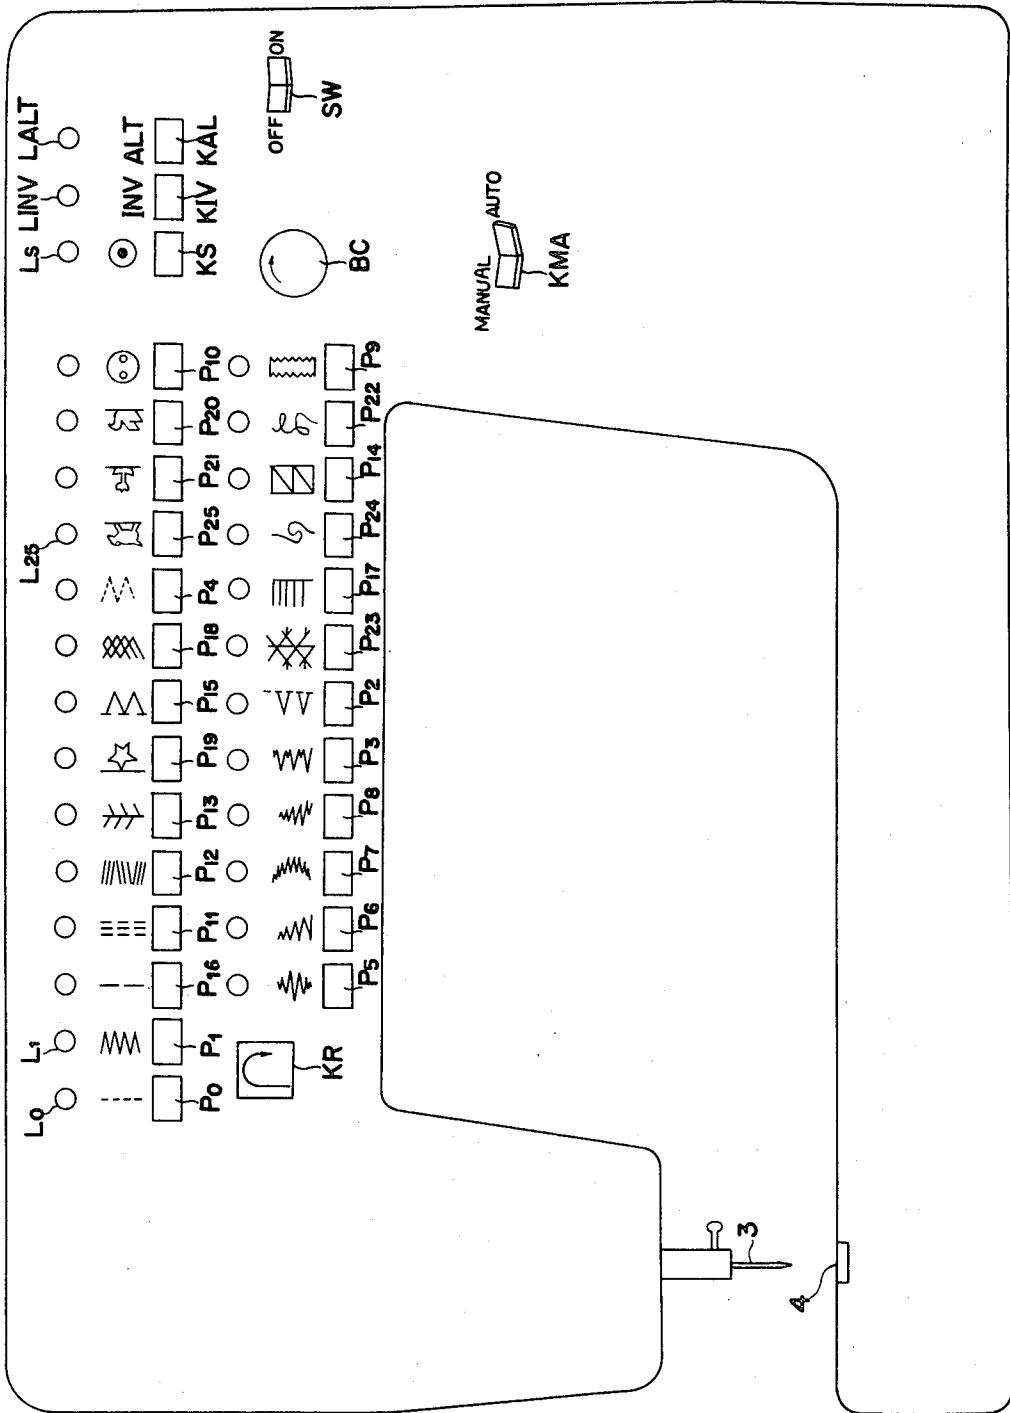 L0 L1 L25 Ls LINV LALT
INV ALT
P0 P1 P16 P11 P12 P13 P19 P15 P18 P4 P25 P21 P20 P10 KS KIV KAL
OFF ON
SW
KR
BC
P5 P6 P7 P8 P3 P2 P23 P17 P24 P14 P22 P9
MANUAL AUTO
KMA
3
4